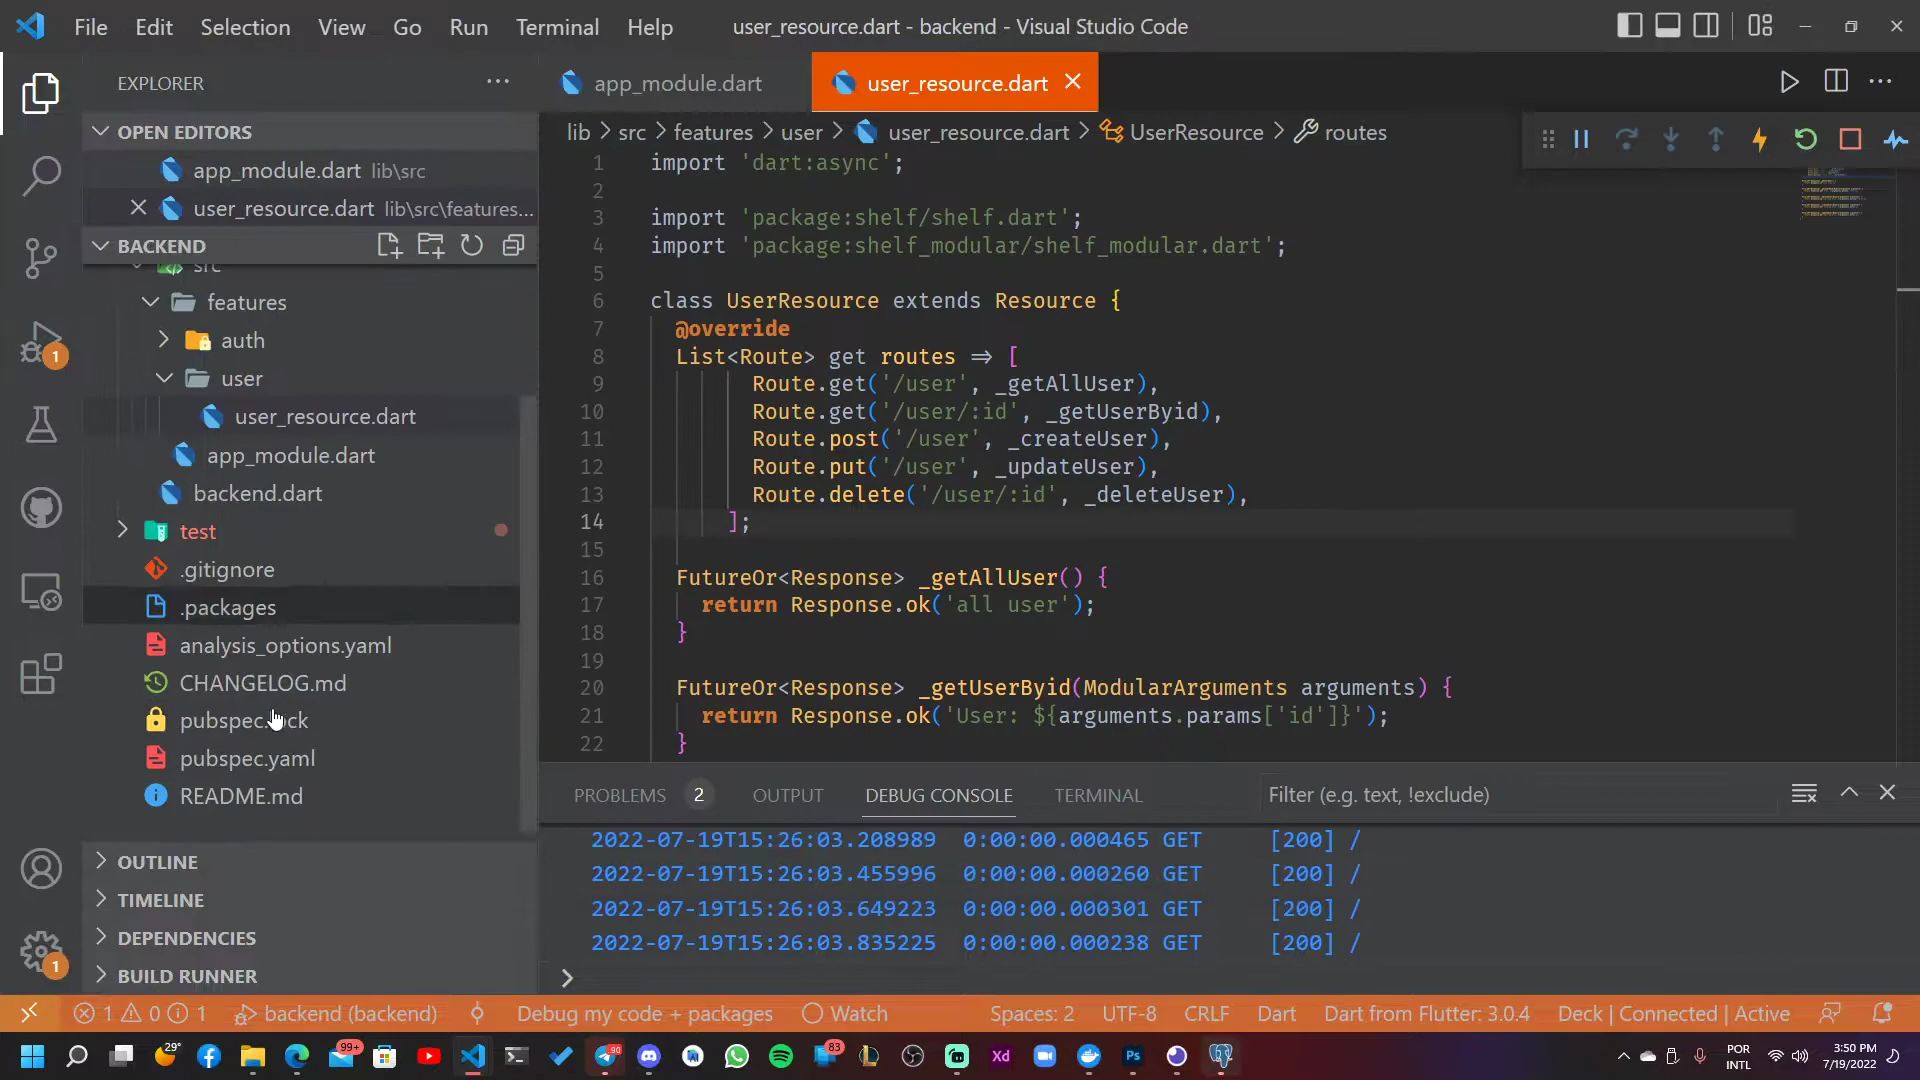 File Edit Selection View Go Run Terminal Help
user_resource.dart - backend - Visual Studio Code
EXPLORER
OPEN EDITORS
app_module.dart lib\src
user_resource.dart lib\src\features...
BACKEND
src
features
auth
user
user_resource.dart
app_module.dart
backend.dart
test
.gitignore
.packages
analysis_options.yaml
CHANGELOG.md
pubspec.lock
pubspec.yaml
README.md
OUTLINE
TIMELINE
DEPENDENCIES
BUILD RUNNER
1
1
app_module.dart
user_resource.dart
lib > src > features > user > user_resource.dart > UserResource > routes
1 import 'dart:async';
2
3 import 'package:shelf/shelf.dart';
4 import 'package:shelf_modular/shelf_modular.dart';
5
6 class UserResource extends Resource {
7 @override
8 List<Route> get routes => [
9 Route.get('/user', _getAllUser),
10 Route.get('/user/:id', _getUserByid),
11 Route.post('/user', _createUser),
12 Route.put('/user', _updateUser),
13 Route.delete('/user/:id', _deleteUser),
14 ];
15
16 FutureOr<Response> _getAllUser() {
17 return Response.ok('all user');
18 }
19
20 FutureOr<Response> _getUserByid(ModularArguments arguments) {
21 return Response.ok('User: ${arguments.params['id']}');
22 }
PROBLEMS 2 OUTPUT DEBUG CONSOLE TERMINAL Filter (e.g. text, !exclude)
2022-07-19T15:26:03.208989 0:00:00.000465 GET [200] /
2022-07-19T15:26:03.455996 0:00:00.000260 GET [200] /
2022-07-19T15:26:03.649223 0:00:00.000301 GET [200] /
2022-07-19T15:26:03.835225 0:00:00.000238 GET [200] /
>
1 0 1 backend (backend) Debug my code + packages Watch Spaces: 2 UTF-8 CRLF Dart Dart from Flutter: 3.0.4 Deck | Connected | Active
29° 99+ 90 83 Xd Ps
POR
INTL
3:50 PM
7/19/2022